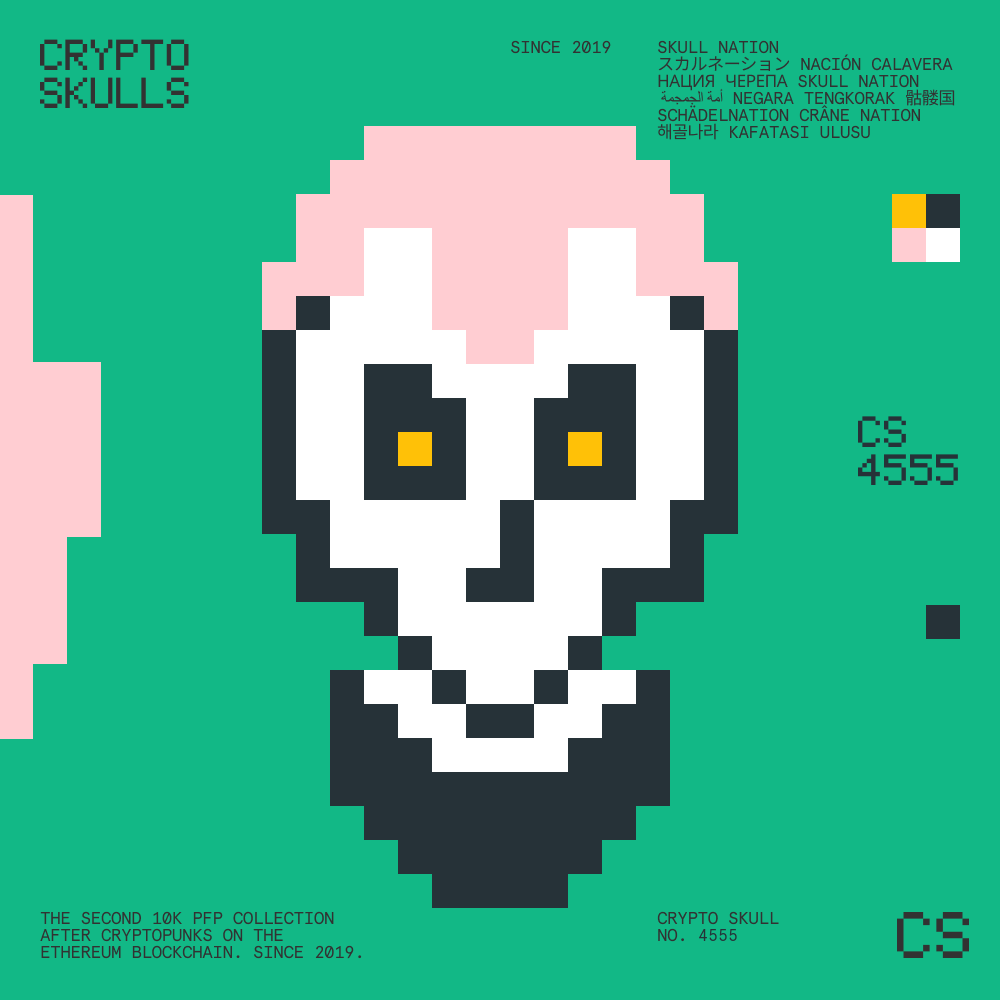 CRYPTO
SKULLS
SINCE 2019
SKULL NATION
スカルネーション NACIÓN CALAVERA
НАЦИЯ ЧЕРЕПА SKULL NATION
أمة الجمجمة NEGARA TENGKORAK 骷髅国
SCHÄDELNATION CRÂNE NATION
해골나라 KAFATASI ULUSU
CS
4555
THE SECOND 10K PFP COLLECTION
AFTER CRYPTOPUNKS ON THE
ETHEREUM BLOCKCHAIN. SINCE 2019.
CRYPTO SKULL
NO. 4555
CS